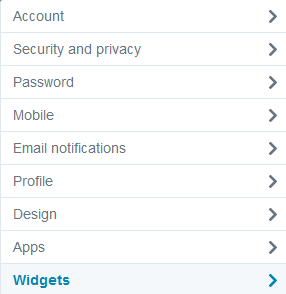 Account
Security and privacy
Password
Mobile
Email notifications
Profile
Design
Apps
Widgets